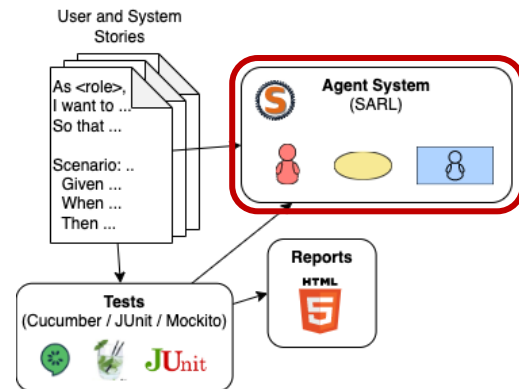 User and System
Stories
As <role>,
I want to ...
So that ...
Scenario: ..
Given ...
When ...
Then ...
S
Agent System
(SARL)
Tests
(Cucumber / JUnit / Mockito)
JUnit
Reports
HTML
5